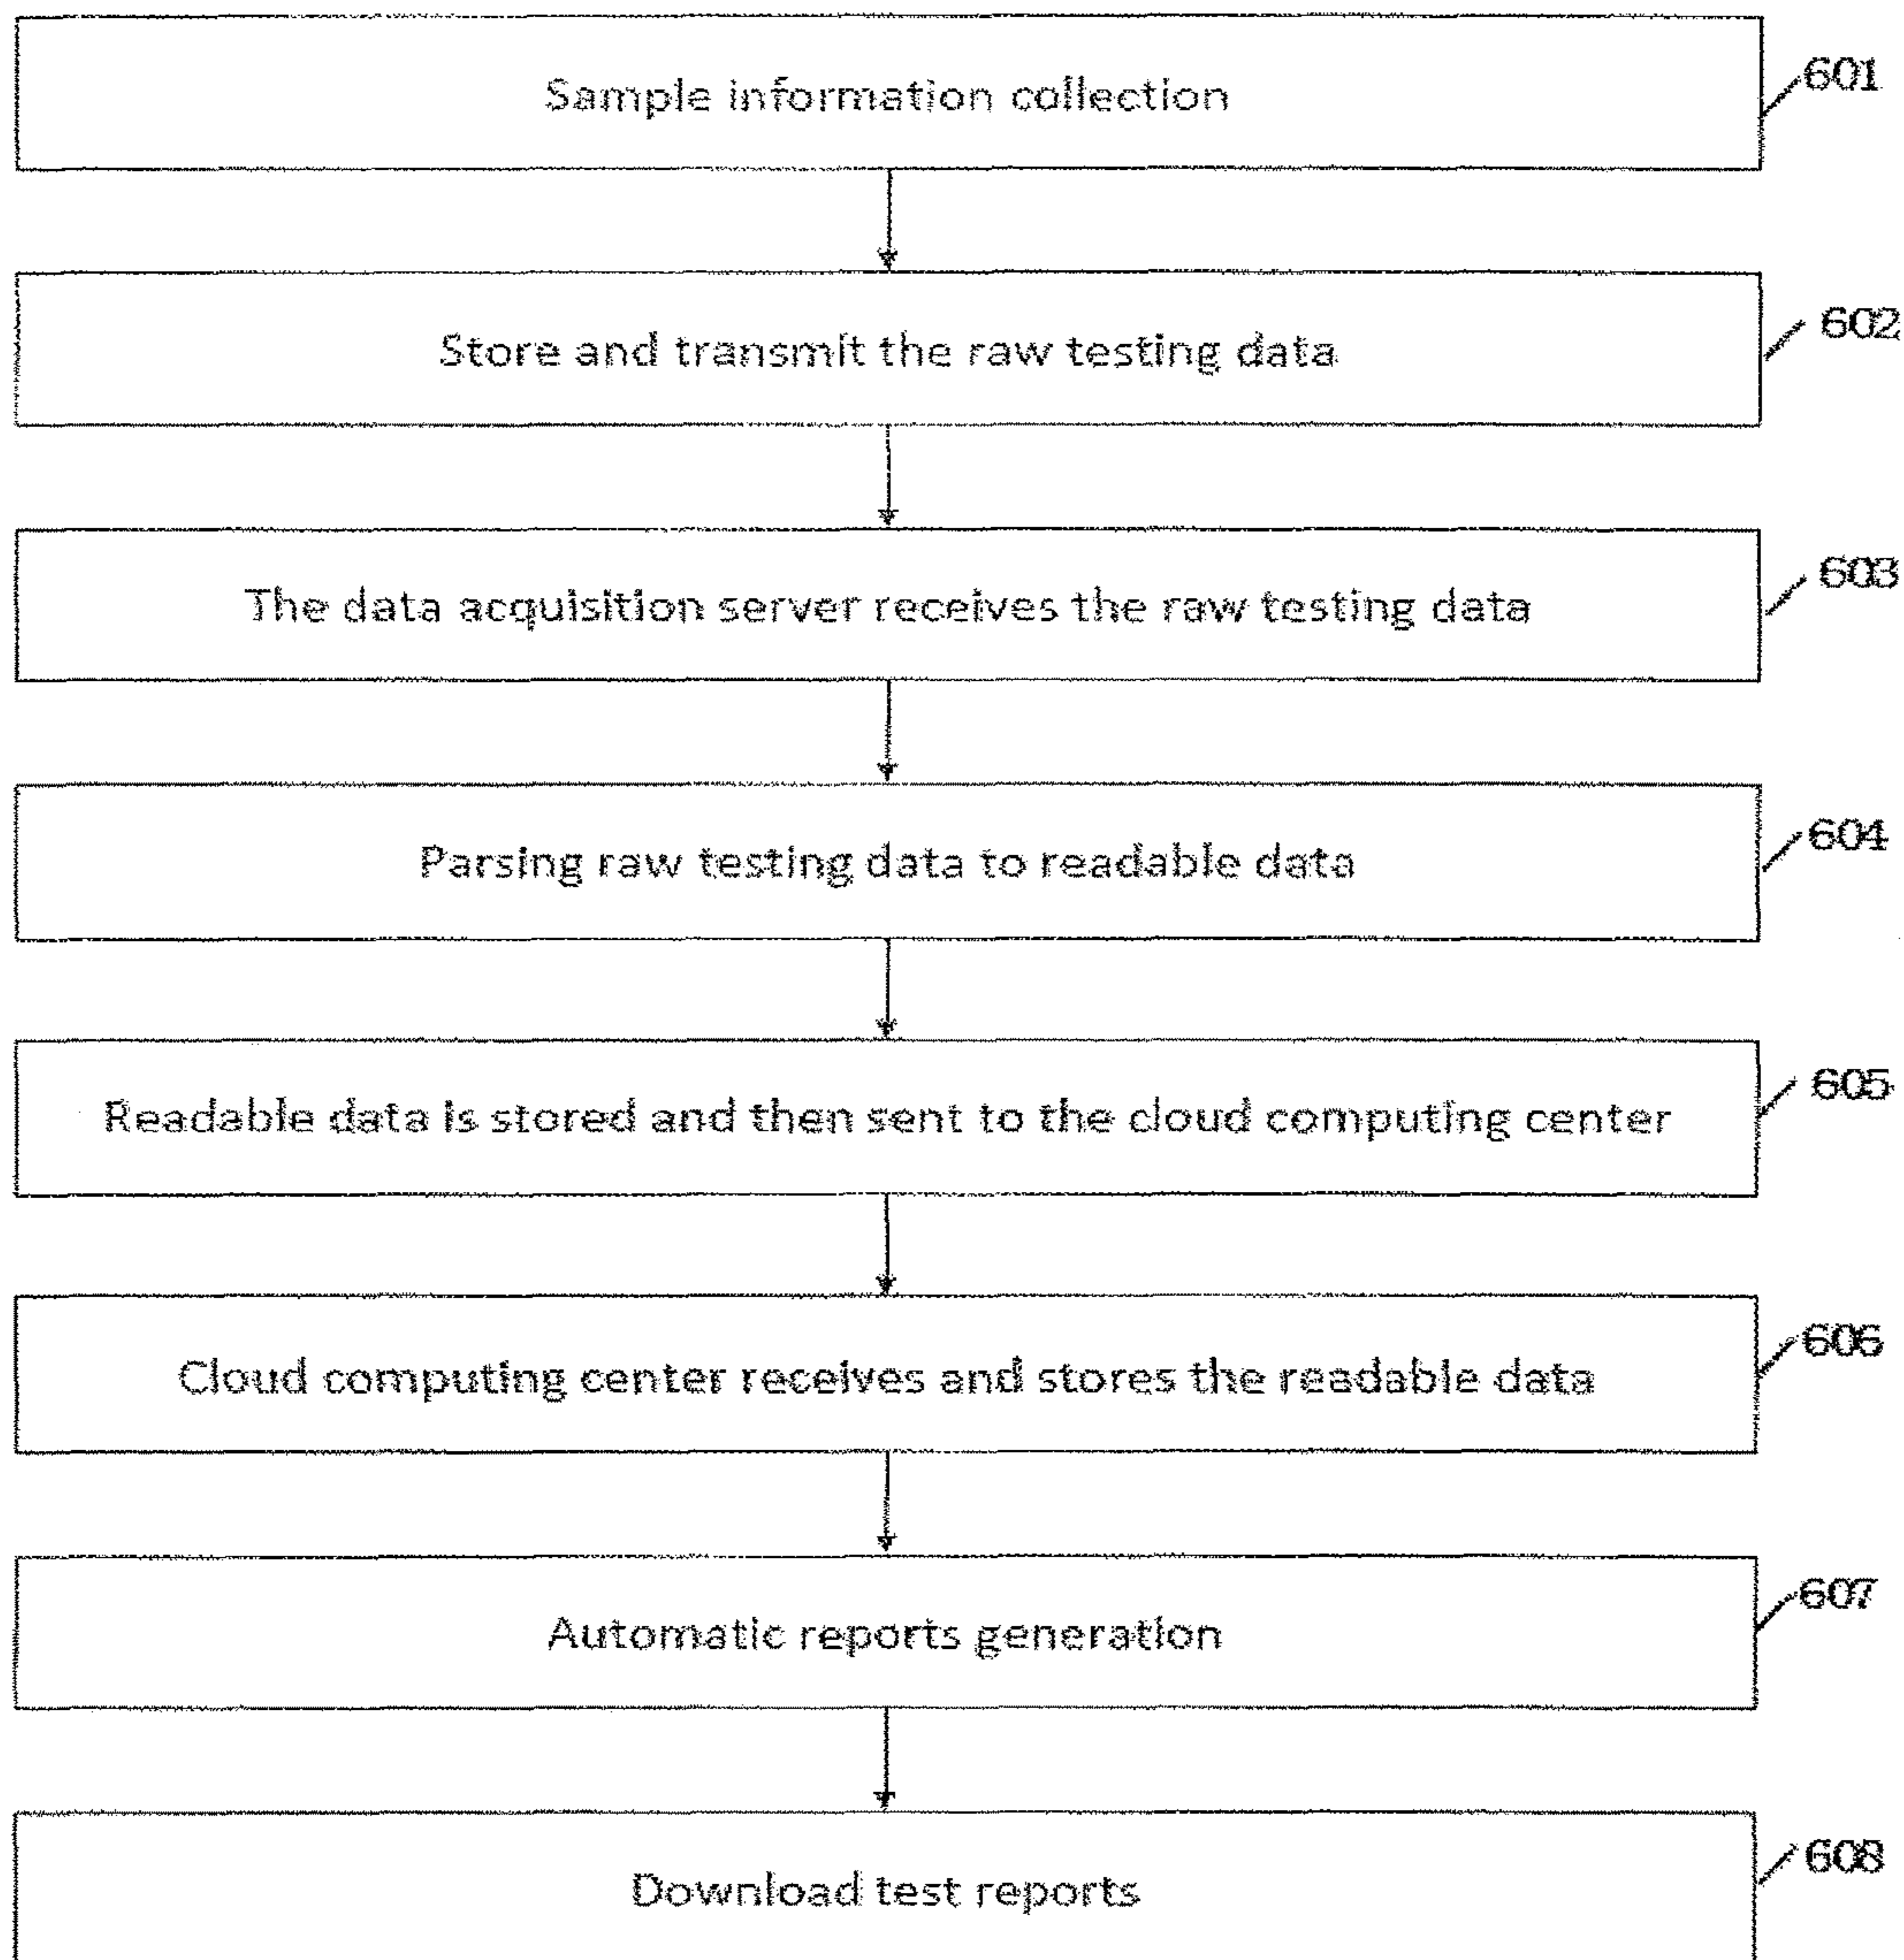 Sample information collection
601
Store and transmit the raw testing data
602
The data acquisition server receives the raw testing data
603
Parsing raw testing data to readable data
604
Readable data is stored and then sent to the cloud computing center
605
Cloud computing center receives and stores the readable data
606
Automatic reports generation
607
Download test reports
608